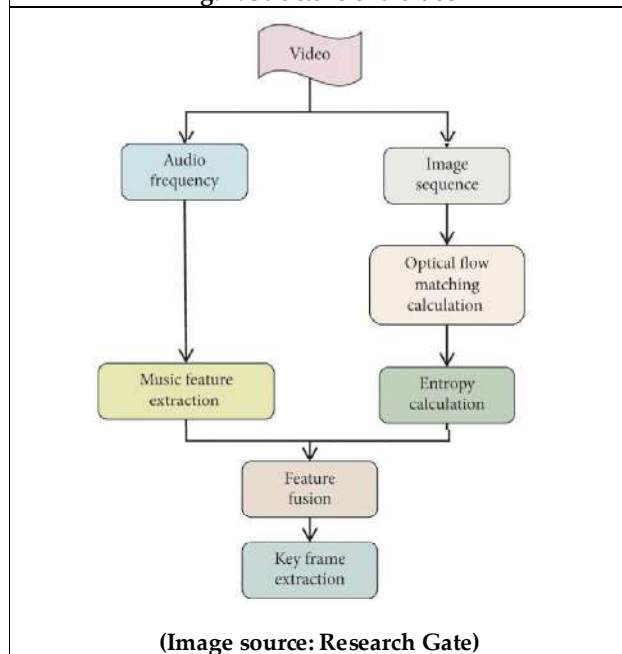 Video
Audio
frequency
Image
sequence
Optical flow
matching
calculation
Music feature
extraction
Entropy
calculation
Feature
fusion
Key frame
extraction
(Image source: Research Gate)